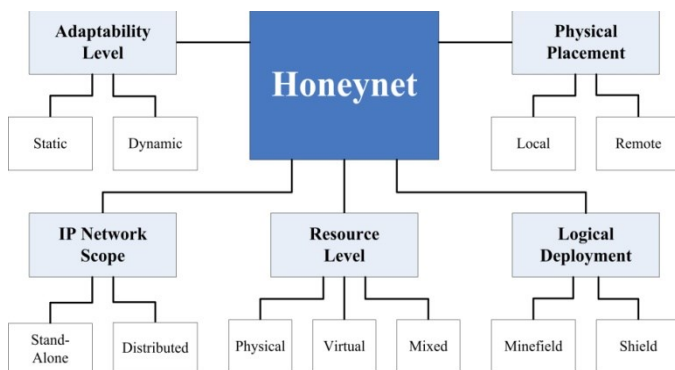 Adaptability
Level
Honeynet
Physical
Placement
Static
Dynamic
Local
Remote
IP Network
Scope
Resource
Level
Logical
Deployment
Stand-
Alone
Distributed
Physical
Virtual
Mixed
Minefield
Shield